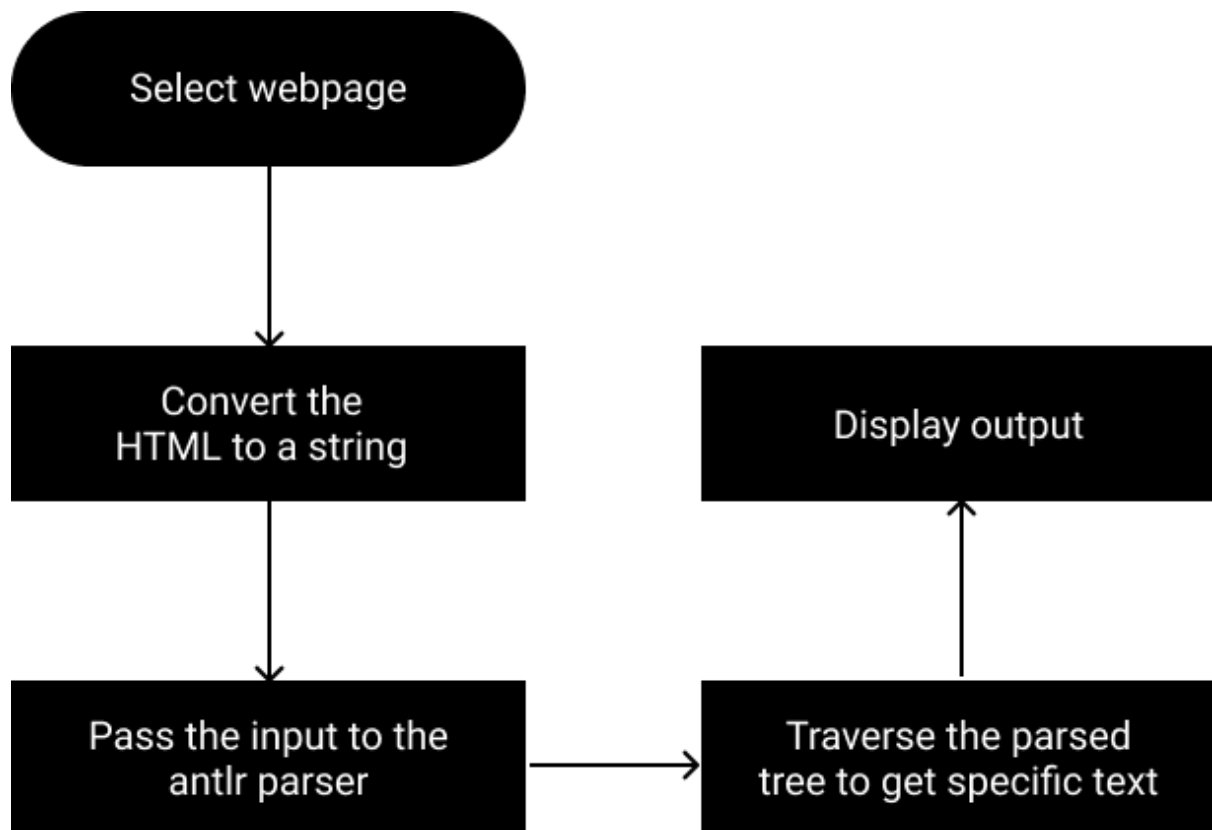 Select webpage
Convert the
HTML to a string
Pass the input to the
antlr parser
Traverse the parsed
tree to get specific text
Display output